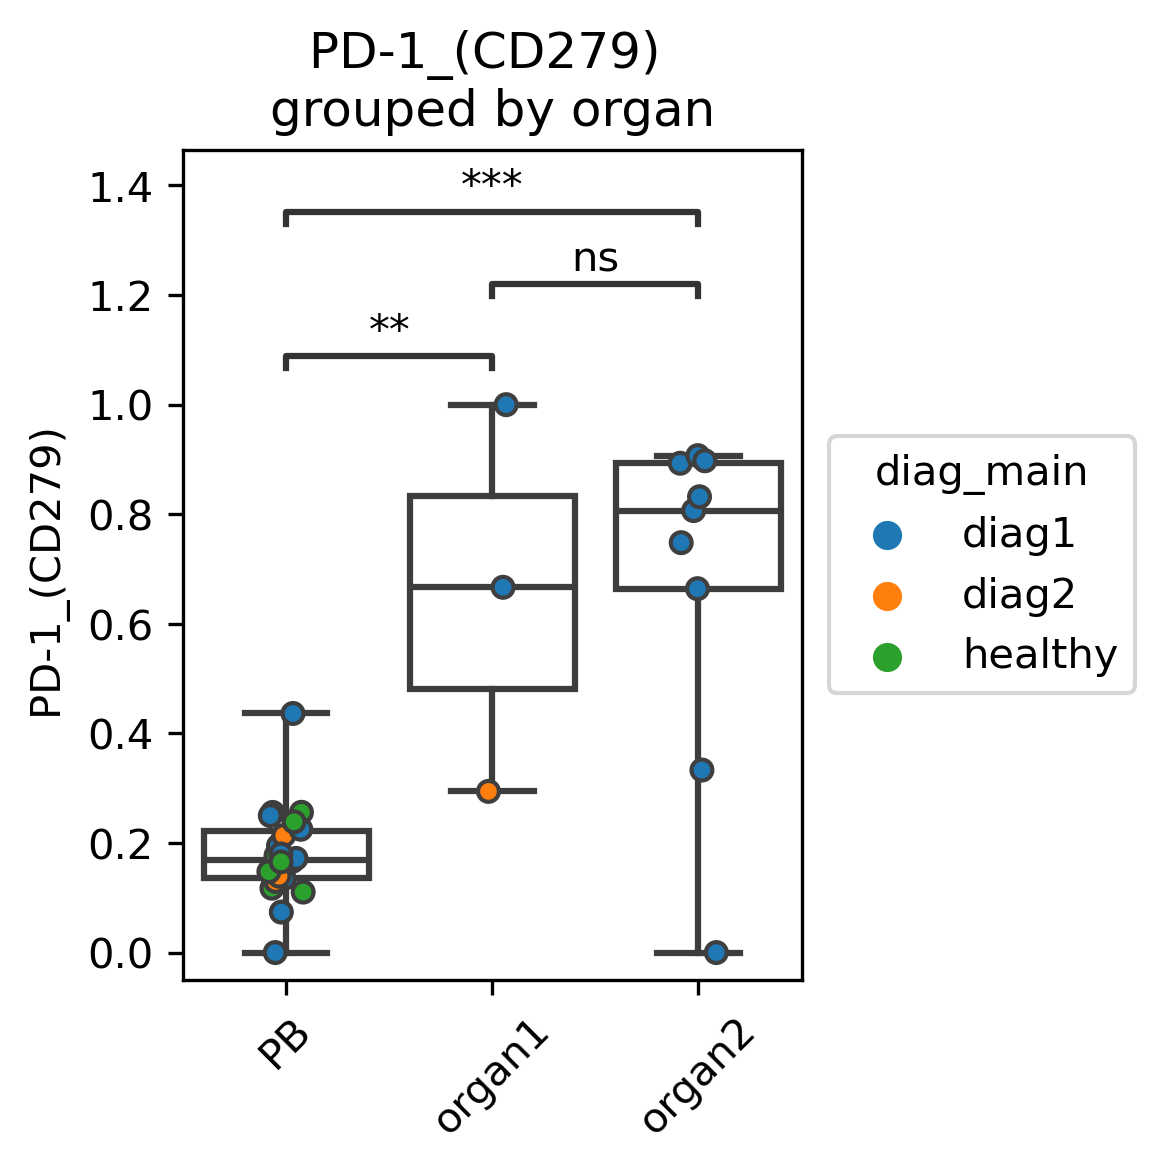 PD-1_(CD279)
grouped by organ
PD-1_(CD279)
1.4
1.2
1.0
0.8
0.6
0.4
0.2
0.0
***
ns
**
PB
organ1
organ2
diag_main
diag1
diag2
healthy